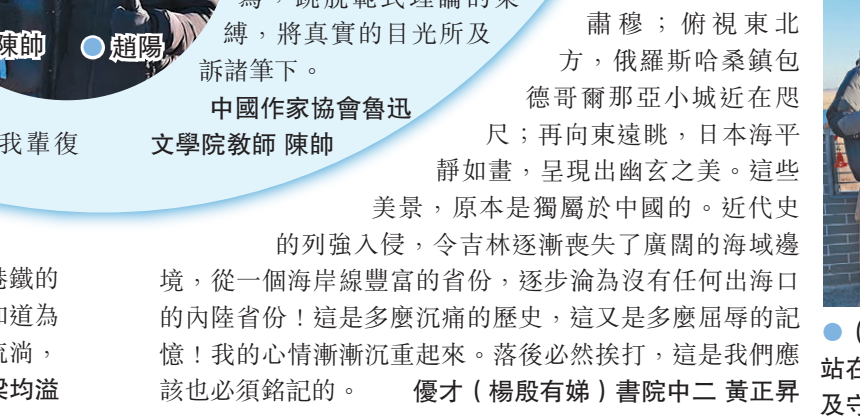 陳帥
趙陽
縛，將真實的目光所及
訴諸筆下。
中國作家協會魯迅
文學院教師 陳帥
我輩復
港鐵的
知道為
流淌，
梁均溢
肅穆；俯視東北
方，俄羅斯哈桑鎮包
德哥爾那亞小城近在咫
尺；再向東遠眺，日本海平
靜如畫，呈現出幽玄之美。這些
美景，原本是獨屬於中國的。近代史
的列強入侵，令吉林逐漸喪失了廣闊的海域邊
境，從一個海岸線豐富的省份，逐步淪為沒有任何出海口
的內陸省份！這是多麼沉痛的歷史，這又是多麼屈辱的記
憶！我的心情漸漸沉重起來。落後必然挨打，這是我們應
該也必須銘記的。 優才（楊殷有娣）書院中二 黃正昇
站在
及守